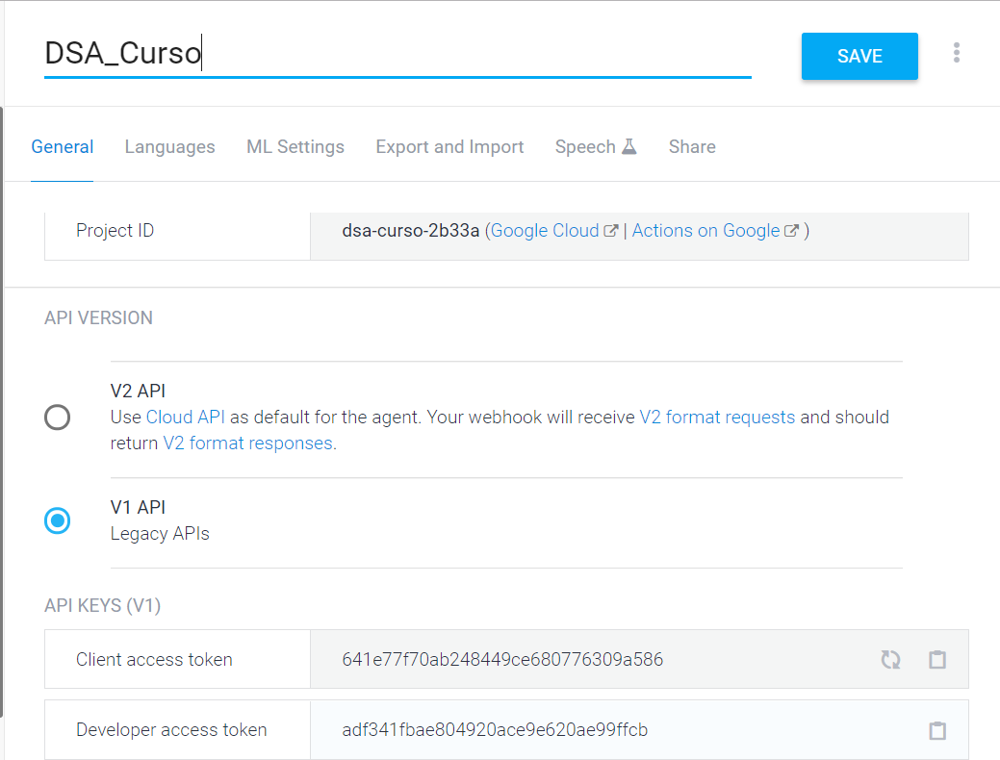 DSA_Curso
SAVE
General Languages ML Settings Export and Import Speech Share
Project ID dsa-curso-2b33a (Google Cloud | Actions on Google )
API VERSION
V2 API
Use Cloud API as default for the agent. Your webhook will receive V2 format requests and should
return V2 format responses.
V1 API
Legacy APIs
API KEYS (V1)
Client access token 641e77f70ab248449ce680776309a586
Developer access token adf341fbae804920ace9e620ae99ffcb